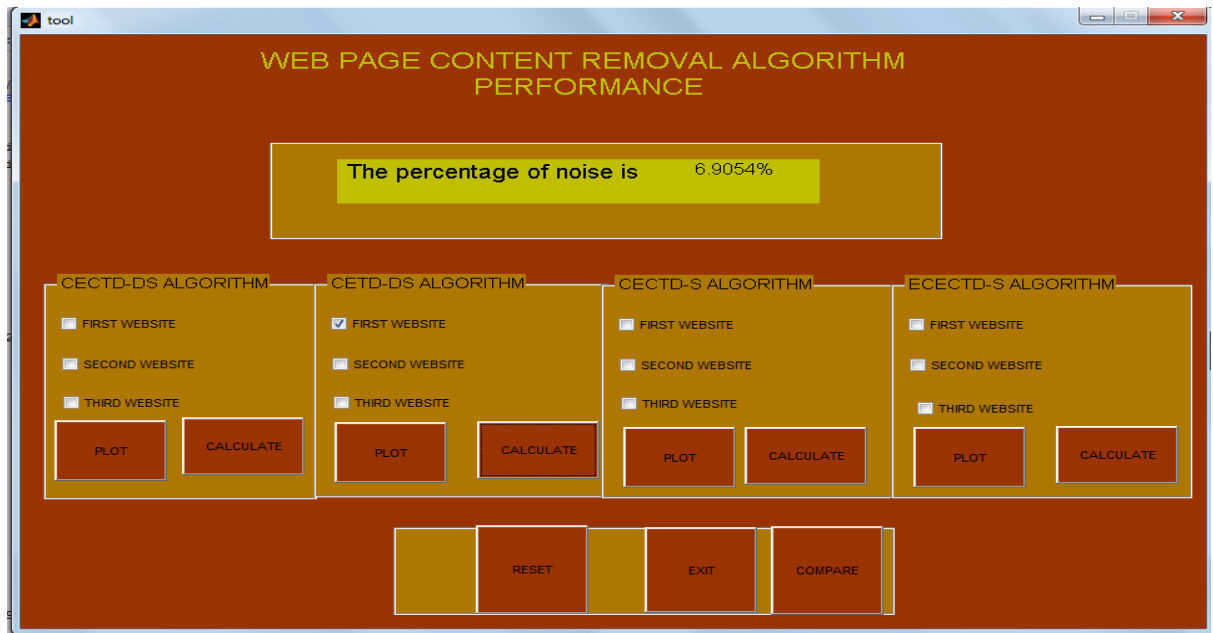 tool
WEB PAGE CONTENT REMOVAL ALGORITHM
PERFORMANCE
The percentage of noise is 6.9054%
CECTD-DS ALGORITHM
FIRST WEBSITE
SECOND WEBSITE
THIRD WEBSITE
PLOT
CALCULATE
CETD-DS ALGORITHM
FIRST WEBSITE
SECOND WEBSITE
THIRD WEBSITE
PLOT
CALCULATE
CECTD-S ALGORITHM
FIRST WEBSITE
SECOND WEBSITE
THIRD WEBSITE
PLOT
CALCULATE
ECECTD-S ALGORITHM
FIRST WEBSITE
SECOND WEBSITE
THIRD WEBSITE
PLOT
CALCULATE
RESET
EXIT
COMPARE